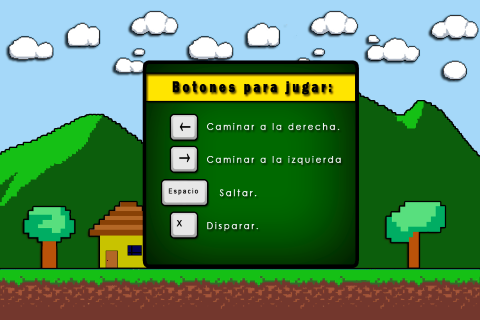 Botones para jugar:
← Caminar a la derecha.
→ Caminar a la izquierda
Espacio Saltar.
X Disparar.